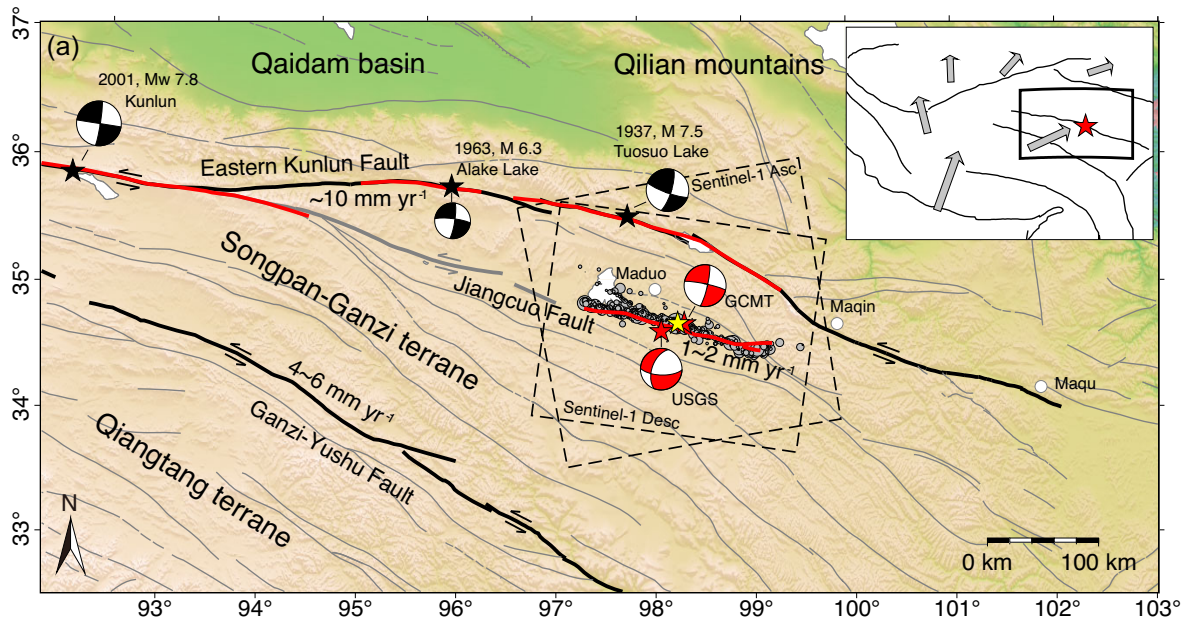 37°
(a)
Qaidam basin
Qilian mountains
2001, Mw 7.8
Kunlun
1937, M 7.5
Tuosuo Lake
36°
Eastern Kunlun Fault
1963, M 6.3
Alake Lake
~10 mm yr-1
Sentinel-1 Asc
35°
Songpan-Ganzi terrane
Maduo
GCMT
Jiangcuo Fault
Maqin
1~2 mm yr-1
USGS
Maqu
34°
4~6 mm yr-1
Sentinel-1 Desc
Ganzi-Yushu Fault
Qiangtang terrane
N
33°
0 km
100 km
93°
94°
95°
96°
97°
98°
99°
100°
101°
102°
103°